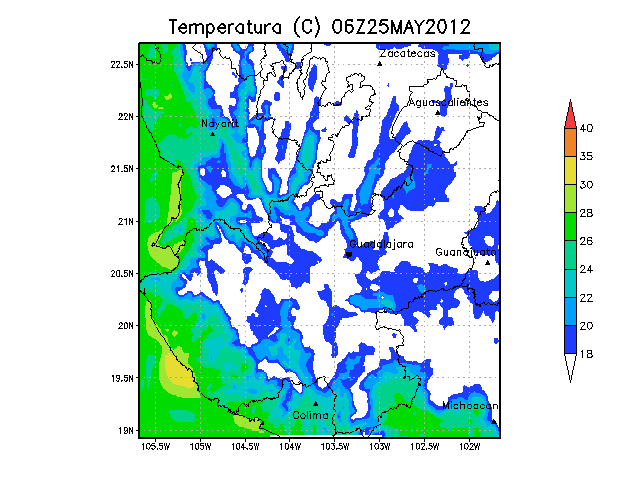 Temperatura (C) 06Z25MAY2012
Zacatecas
22.5N
Aguascalientes
40
22N
Nayarit
35
21.5N
30
28
21N
26
Guadalajara
Guanajuato
20.5N
24
22
20N
20
18
19.5N
Michoacan
Colima
19N
105.5W 105W 104.5W 104W 103.5W 103W 102.5W 102W